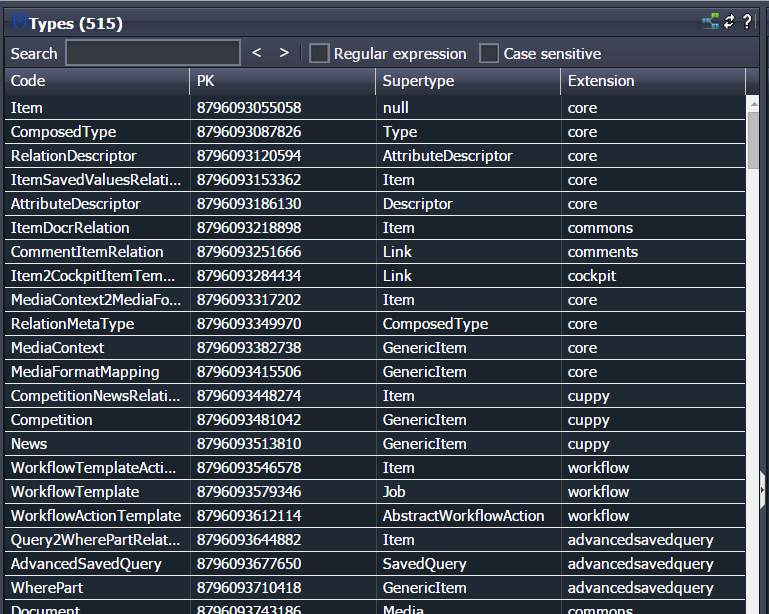 Types (515)
?
Search < > Regular expression Case sensitive
Code PK Supertype Extension
Item 8796093055058 null core
ComposedType 8796093087826 Type core
RelationDescriptor 8796093120594 AttributeDescriptor core
ItemSavedValuesRelati... 8796093153362 Item core
AttributeDescriptor 8796093186130 Descriptor core
ItemDocrRelation 8796093218898 Item commons
CommentItemRelation 8796093251666 Link comments
Item2CockpitItemTem... 8796093284434 Link cockpit
MediaContext2MediaFo... 8796093317202 Item core
RelationMetaType 8796093349970 ComposedType core
MediaContext 8796093382738 GenericItem core
MediaFormatMapping 8796093415506 GenericItem core
CompetitionNewsRelati... 8796093448274 Item cuppy
Competition 8796093481042 GenericItem cuppy
News 8796093513810 GenericItem cuppy
WorkflowTemplateActi... 8796093546578 Item workflow
WorkflowTemplate 8796093579346 Job workflow
WorkflowActionTemplate 8796093612114 AbstractWorkflowAction workflow
Query2WherePartRelat... 8796093644882 Item advancedsavedquery
AdvancedSavedQuery 8796093677650 SavedQuery advancedsavedquery
WherePart 8796093710418 GenericItem advancedsavedquery
Document 8796093743186 Media commons